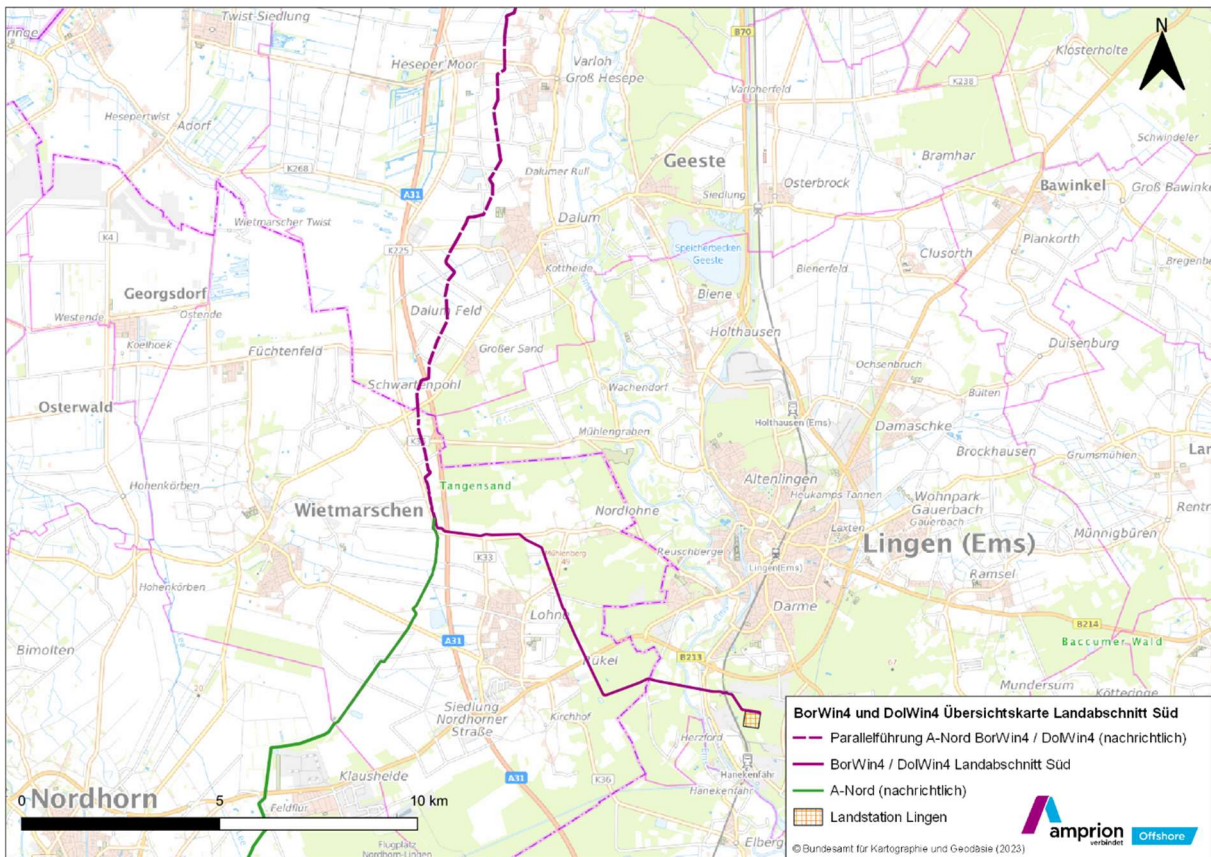 Twist-Siedlung
ringe
Heseper Moor
Varloh
Groß Hesepe
B70
N
Klosterholte
Varloherfeld
K238
Hesepertwist
Adorf
Schwindeler
K268
Dalumer Rull
Geeste
Bramhar
A31
Siedlung
Osterbrock
Bawinkel
Groß Bawinkel
Wietmarscher Twist
Dalum
K4
K225
Speicherbecken
Geeste
Plankorth
Clusorth
Kottheide
Bienerfeld
Georgsdorf
Biene
Westende
Ostende
Dalum Feld
Holthausen
Koelhoek
Füchtenfeld
Großer Sand
Duisenburg
Ochsenbruch
Schwartenpohl
Wachendorf
Bülten
Osterwald
Holthausen (Ems)
Mühlengraben
Damaschke
Brockhausen
Grumsmühlen
Altenlingen
Tangensand
Hohenkörben
Heukamps Tannen
Wohnpark
Gauerbach
Gauerbach
Wietmarschen
Nordlohne
Laxten
Münnigbüren
K33
Reuschberge
Lingen (Ems)
Lingen(Ems)
Hohenkörben
Ramsel
Lohne
Darme
A31
B214
Bimolten
Baccumer Wald
Rükel
B213
67
Mundersum
Siedlung
Nordhorner
Straße
Kirchhof
Herzford
Hanekenfähr
Hanekenfähr
Klausheide
A31
K36
Nordhorn
Feldflur
Flugplatz
Nordhorn-Lingen
Elberg
0 5 10 km
BorWin4 und DolWin4 Übersichtskarte Landabschnitt Süd
Parallelführung A-Nord BorWin4 / DolWin4 (nachrichtlich)
BorWin4 / DolWin4 Landabschnitt Süd
A-Nord (nachrichtlich)
Landstation Lingen
amprion
verbindet
Offshore
© Bundesamt für Kartographie und Geodäsie (2023)